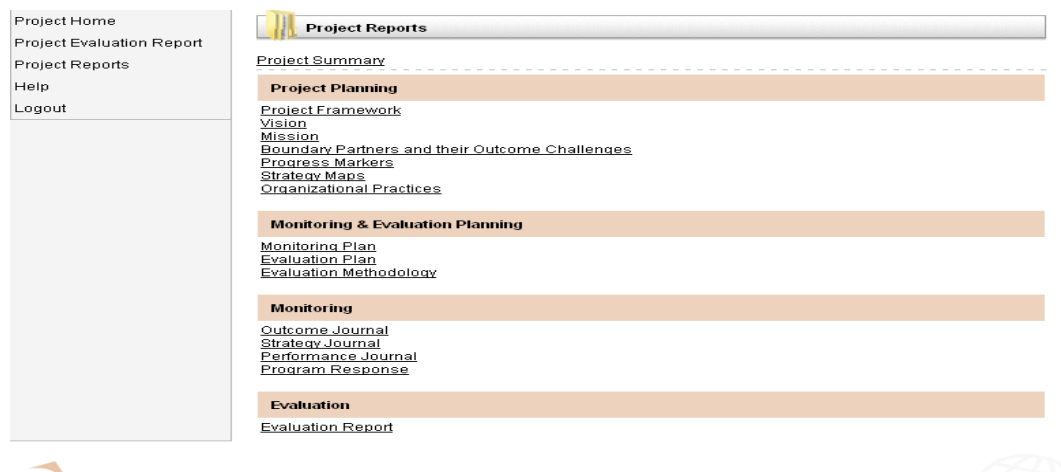 Project Home
Project Evaluation Report
Project Reports
Help
Logout
Project Reports
Project Summary
Project Planning
Project Framework
Vision
Mission
Boundary Partners and their Outcome Challenges
Progress Markers
Strategy Maps
Organizational Practices
Monitoring & Evaluation Planning
Monitoring Plan
Evaluation Plan
Evaluation Methodology
Monitoring
Outcome Journal
Strategy Journal
Performance Journal
Program Response
Evaluation
Evaluation Report